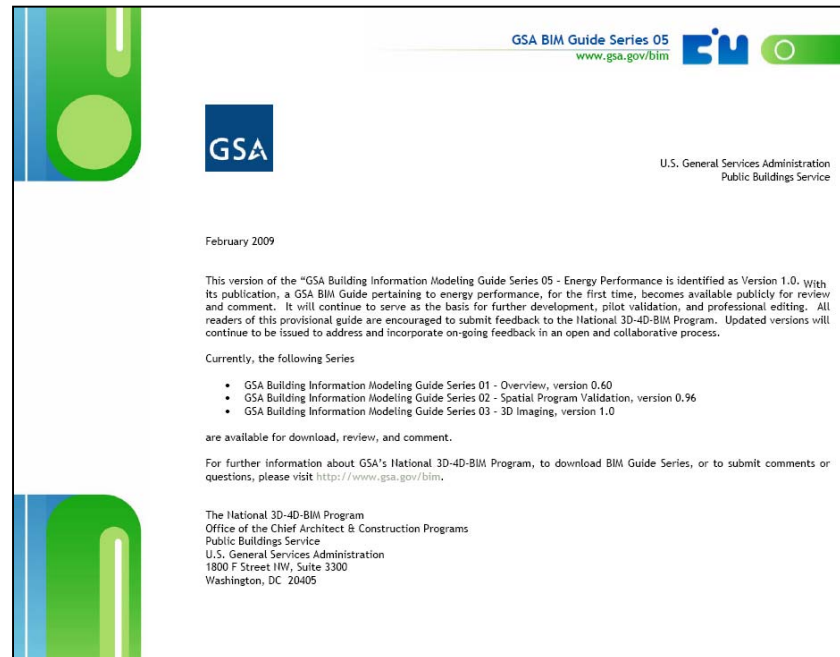 GSA BIM Guide Series 05
www.gsa.gov/bim
GSA
U.S. General Services Administration
Public Buildings Service
February 2009
This version of the “GSA Building Information Modeling Guide Series 05 - Energy Performance is identified as Version 1.0. With
its publication, a GSA BIM Guide pertaining to energy performance, for the first time, becomes available publicly for review
and comment. It will continue to serve as the basis for further development, pilot validation, and professional editing. All
readers of this provisional guide are encouraged to submit feedback to the National 3D-4D-BIM Program. Updated versions will
continue to be issued to address and incorporate on-going feedback in an open and collaborative process.
Currently, the following Series
• GSA Building Information Modeling Guide Series 01 - Overview, version 0.60
• GSA Building Information Modeling Guide Series 02 - Spatial Program Validation, version 0.96
• GSA Building Information Modeling Guide Series 03 - 3D Imaging, version 1.0
are available for download, review, and comment.
For further information about GSA's National 3D-4D-BIM Program, to download BIM Guide Series, or to submit comments or
questions, please visit http://www.gsa.gov/bim.
The National 3D-4D-BIM Program
Office of the Chief Architect & Construction Programs
Public Buildings Service
U.S. General Services Administration
1800 F Street NW, Suite 3300
Washington, DC 20405